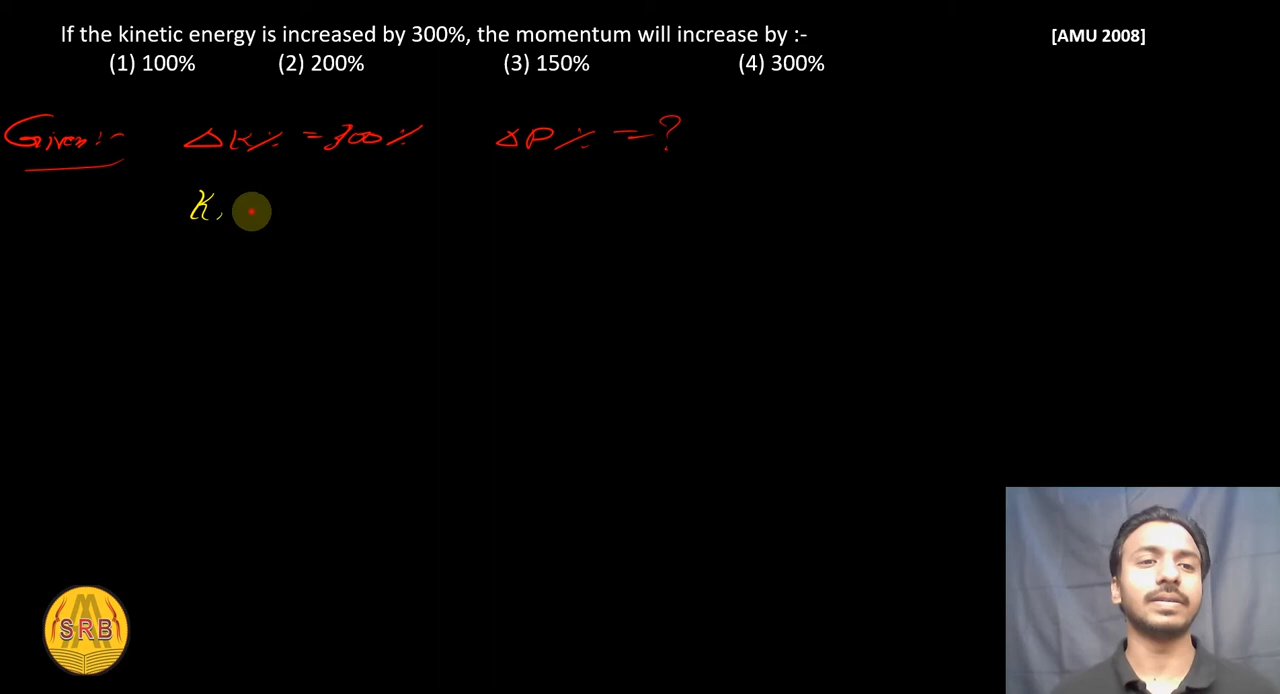 If the kinetic energy is increased by 300%, the momentum will increase by :- [AMU 2008]
(1) 100% (2) 200% (3) 150% (4) 300%
Given:- ΔK% = 300% ΔP% = ?
K,
SRB